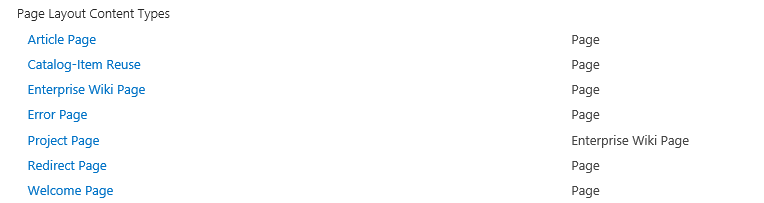 Page Layout Content Types
Article Page Page
Catalog-Item Reuse Page
Enterprise Wiki Page Page
Error Page Page
Project Page Enterprise Wiki Page
Redirect Page Page
Welcome Page Page